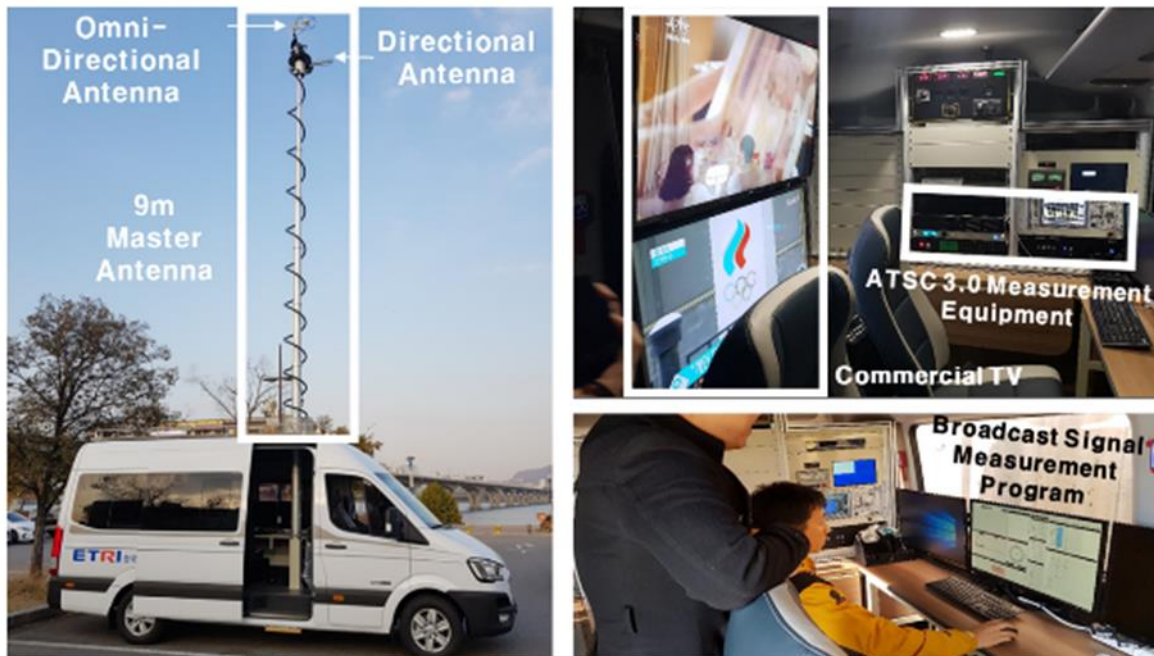 Omni-
Directional
Antenna
Directional
Antenna
9m
Master
Antenna
ETRI
ATSC 3.0 Measurement
Equipment
Commercial TV
Broadcast Signal
Measurement
Program